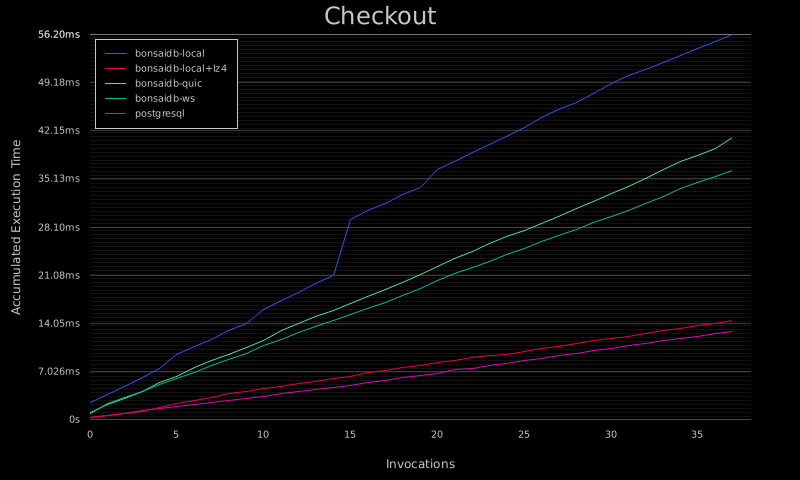 Checkout
56.20ms
49.18ms
42.15ms
35.13ms
28.10ms
21.08ms
14.05ms
7.026ms
0s
Accumulated Execution Time
bonsaidb-local
bonsaidb-local+lz4
bonsaidb-quic
bonsaidb-ws
postgresql
0 5 10 15 20 25 30 35
Invocations